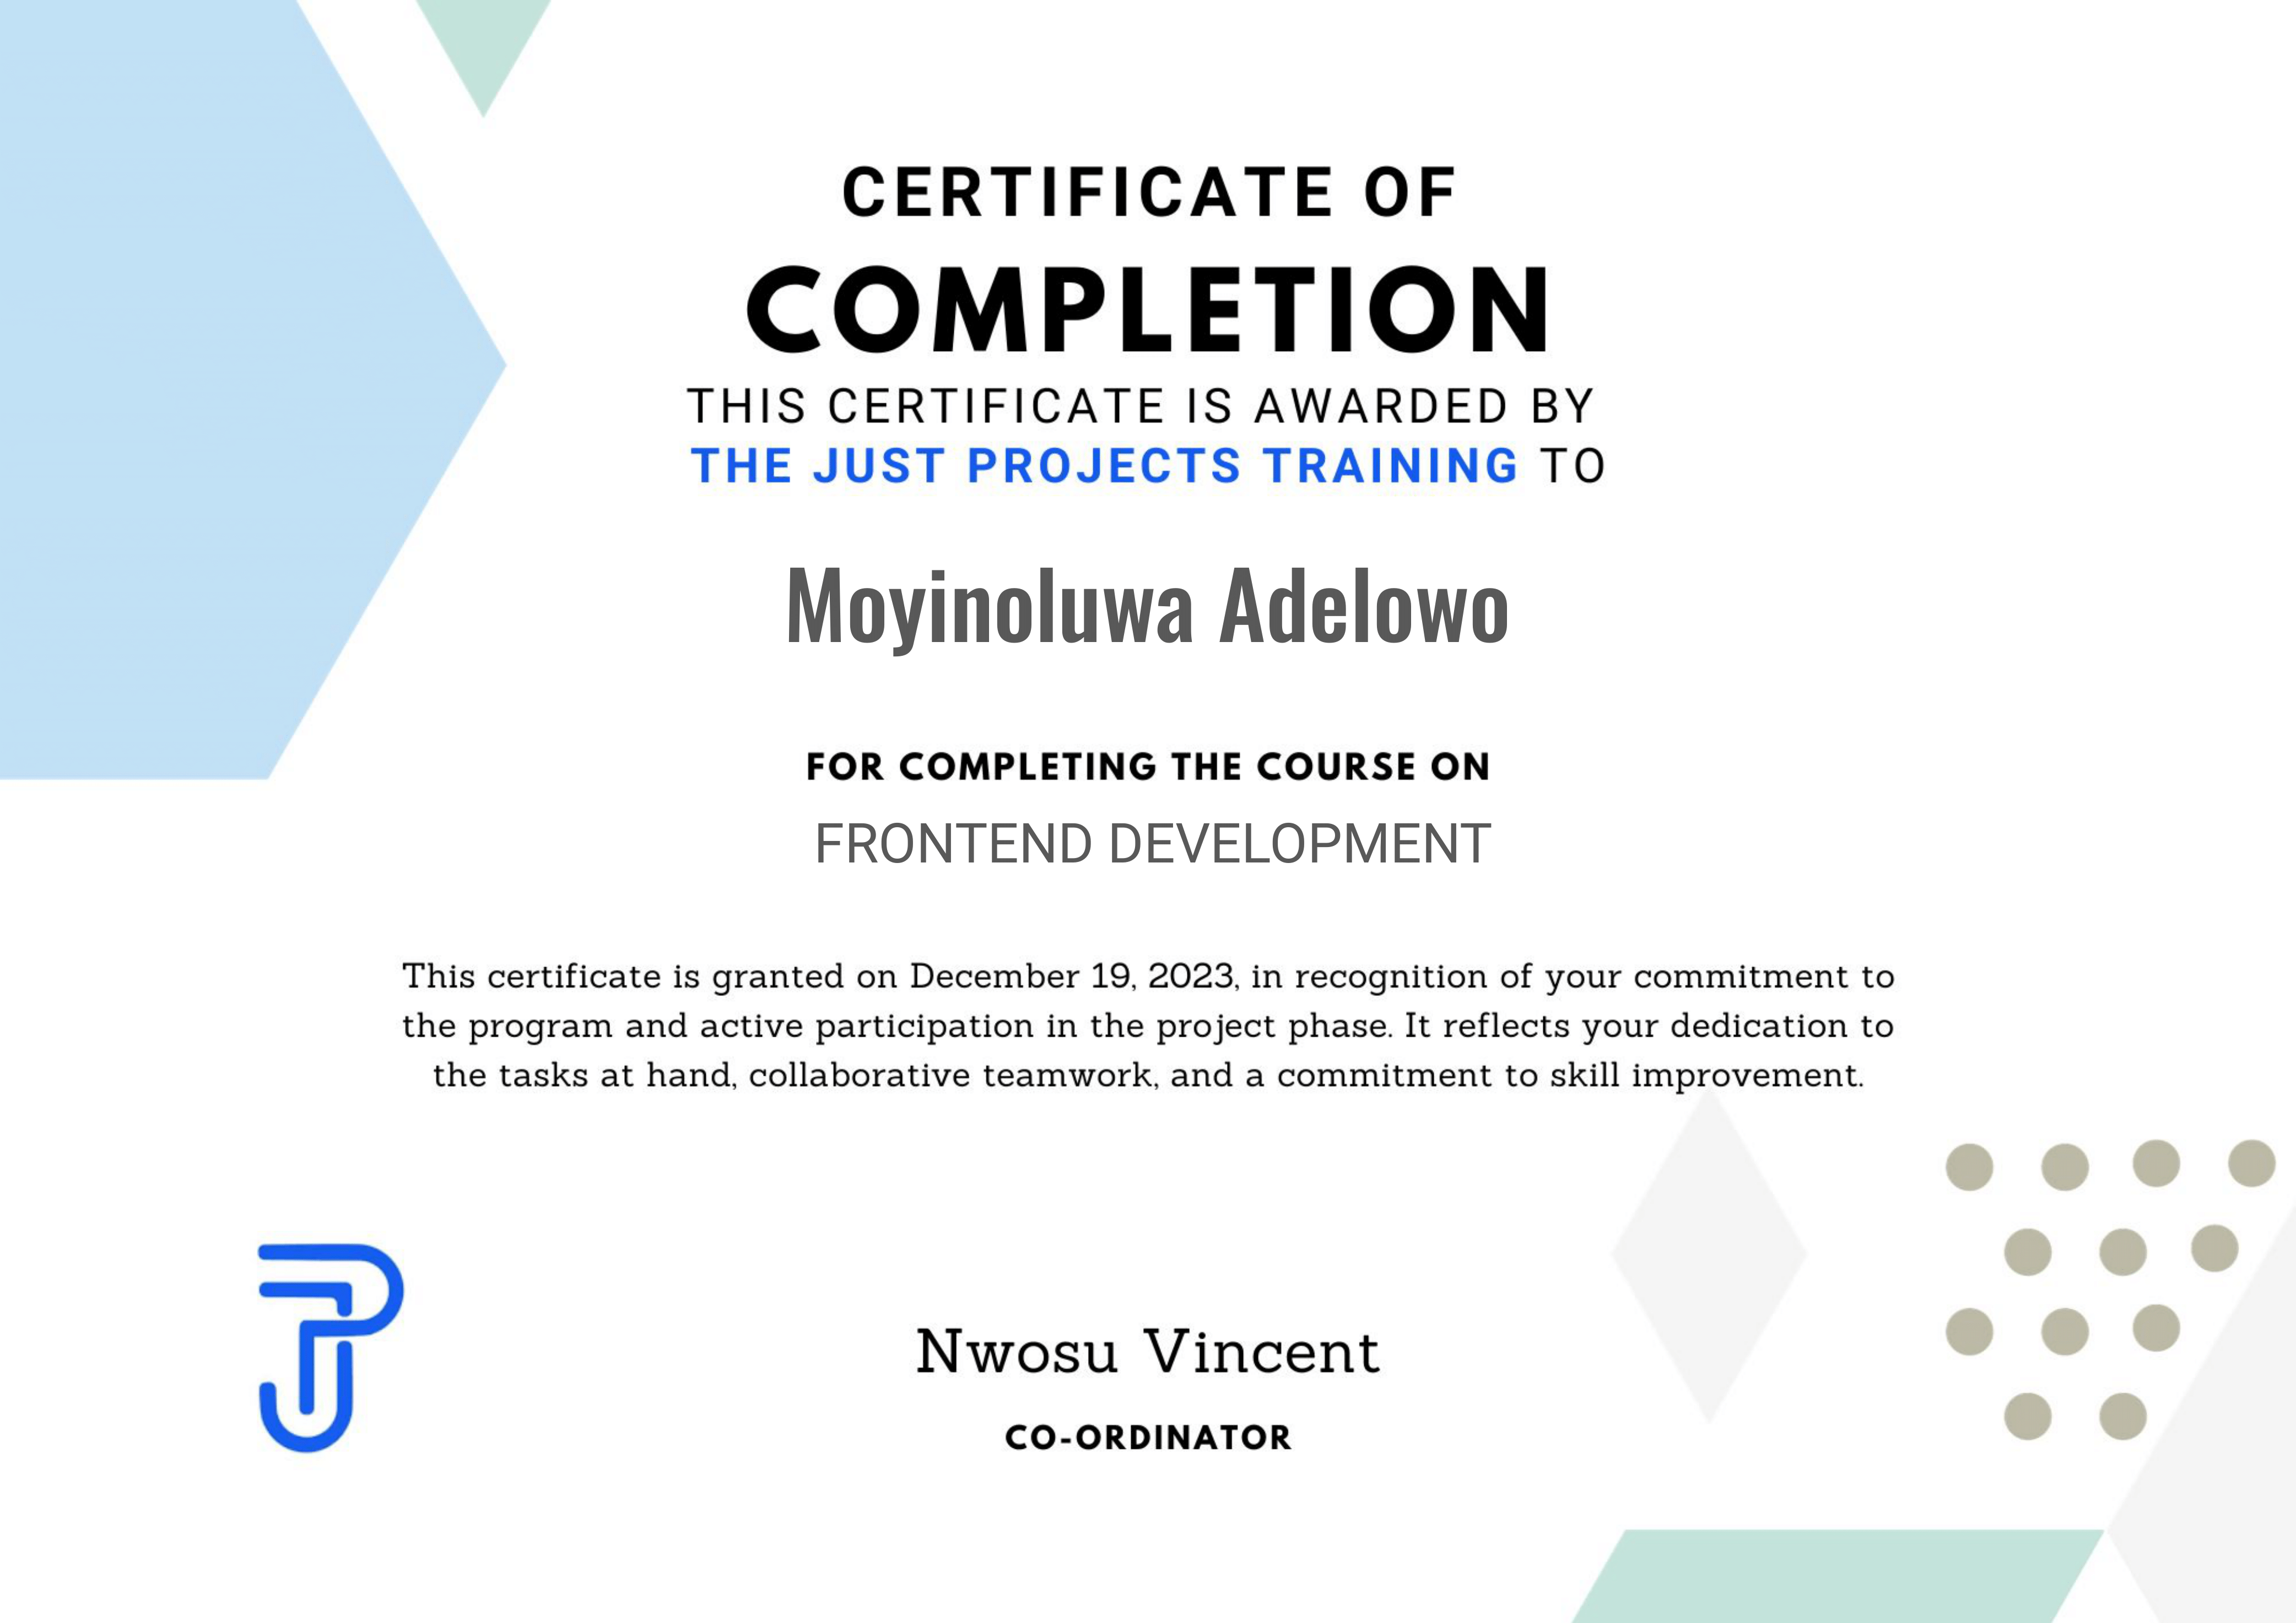 CERTIFICATE OF
COMPLETION
THIS CERTIFICATE IS AWARDED BY
THE JUST PROJECTS TRAINING TO
Moyinoluwa Adelowo
FOR COMPLETING THE COURSE ON
FRONTEND DEVELOPMENT
This certificate is granted on December 19, 2023, in recognition of your commitment to
the program and active participation in the project phase. It reflects your dedication to
the tasks at hand, collaborative teamwork, and a commitment to skill improvement.
Nwosu Vincent
CO-ORDINATOR